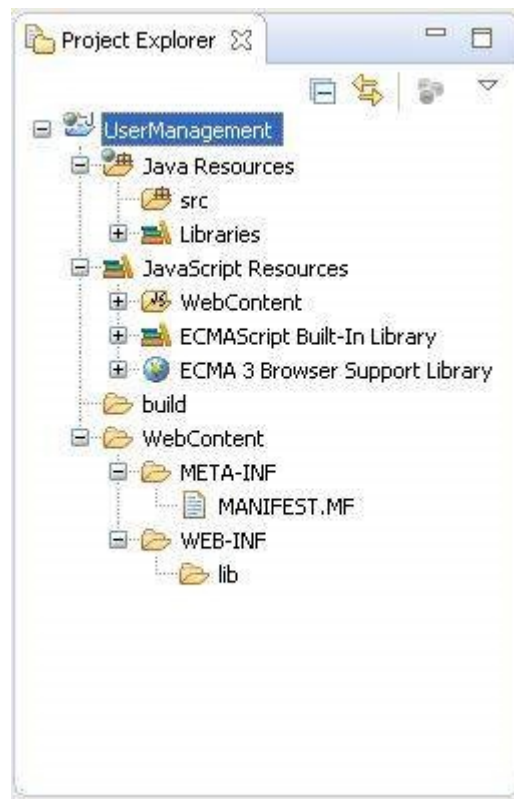 Project Explorer
UserManagement
Java Resources
src
Libraries
JavaScript Resources
WebContent
ECMAScript Built-In Library
ECMA 3 Browser Support Library
build
WebContent
META-INF
MANIFEST.MF
WEB-INF
lib